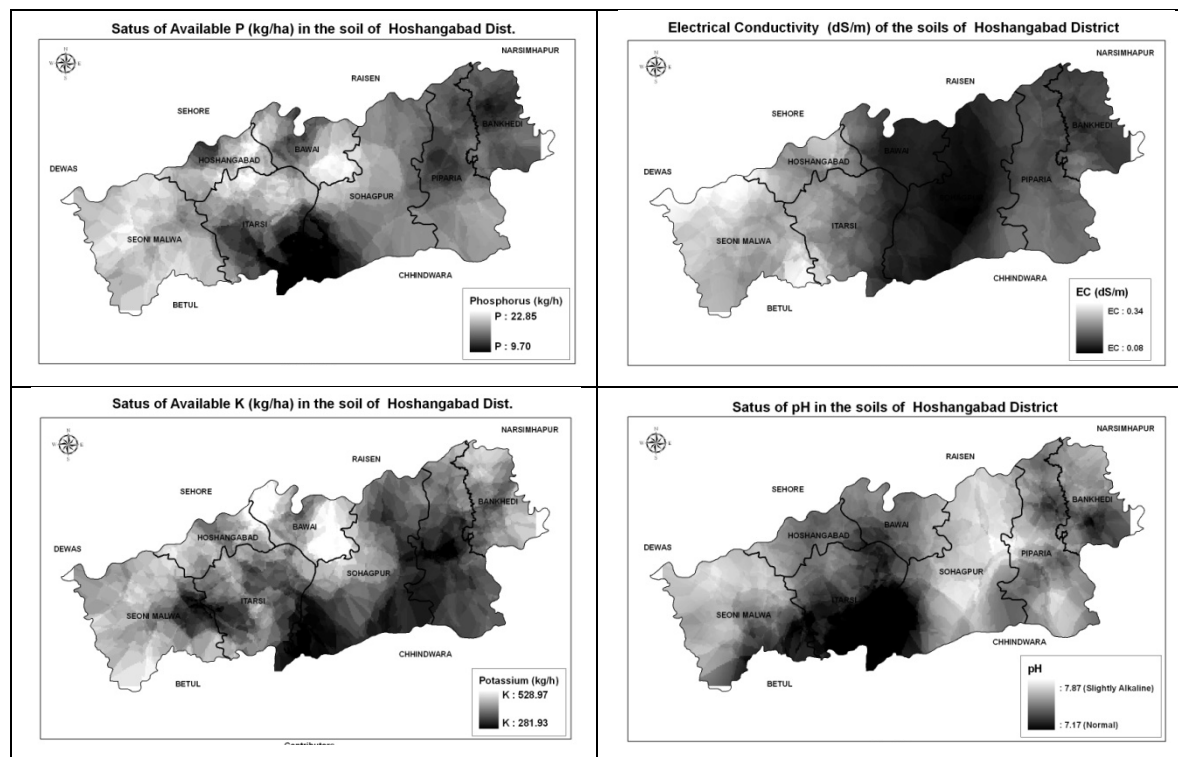 Satus of Available P (kg/ha) in the soil of Hoshangabad Dist.
NARSIMHAPUR
RAISEN
SEHORE
BANKHEDI
BAWAI
HOSHANGABAD
DEWAS
PIPARIA
SOHAGPUR
ITARSI
SEONI MALWA
CHHINDWARA
BETUL
Phosphorus (kg/h)
P : 22.85
P : 9.70
Electrical Conductivity (dS/m) of the soils of Hoshangabad District
NARSIMHAPUR
RAISEN
SEHORE
BANKHEDI
BAWAI
HOSHANGABAD
DEWAS
PIPARIA
ITARSI
SEONI MALWA
CHHINDWARA
BETUL
EC (dS/m)
EC : 0.34
EC : 0.08
Satus of Available K (kg/ha) in the soil of Hoshangabad Dist.
NARSIMHAPUR
RAISEN
SEHORE
BANKHEDI
BAWAI
HOSHANGABAD
DEWAS
SOHAGPUR
ITARSI
SEONI MALWA
CHHINDWARA
BETUL
Potassium (kg/h)
K : 528.97
K : 281.93
Satus of pH in the soils of Hoshangabad District
NARSIMHAPUR
RAISEN
SEHORE
BANKHEDI
BAWAI
HOSHANGABAD
DEWAS
PIPARIA
SOHAGPUR
ITARSI
SEONI MALWA
CHHINDWARA
BETUL
pH
: 7.87 (Slightly Alkaline)
: 7.17 (Normal)